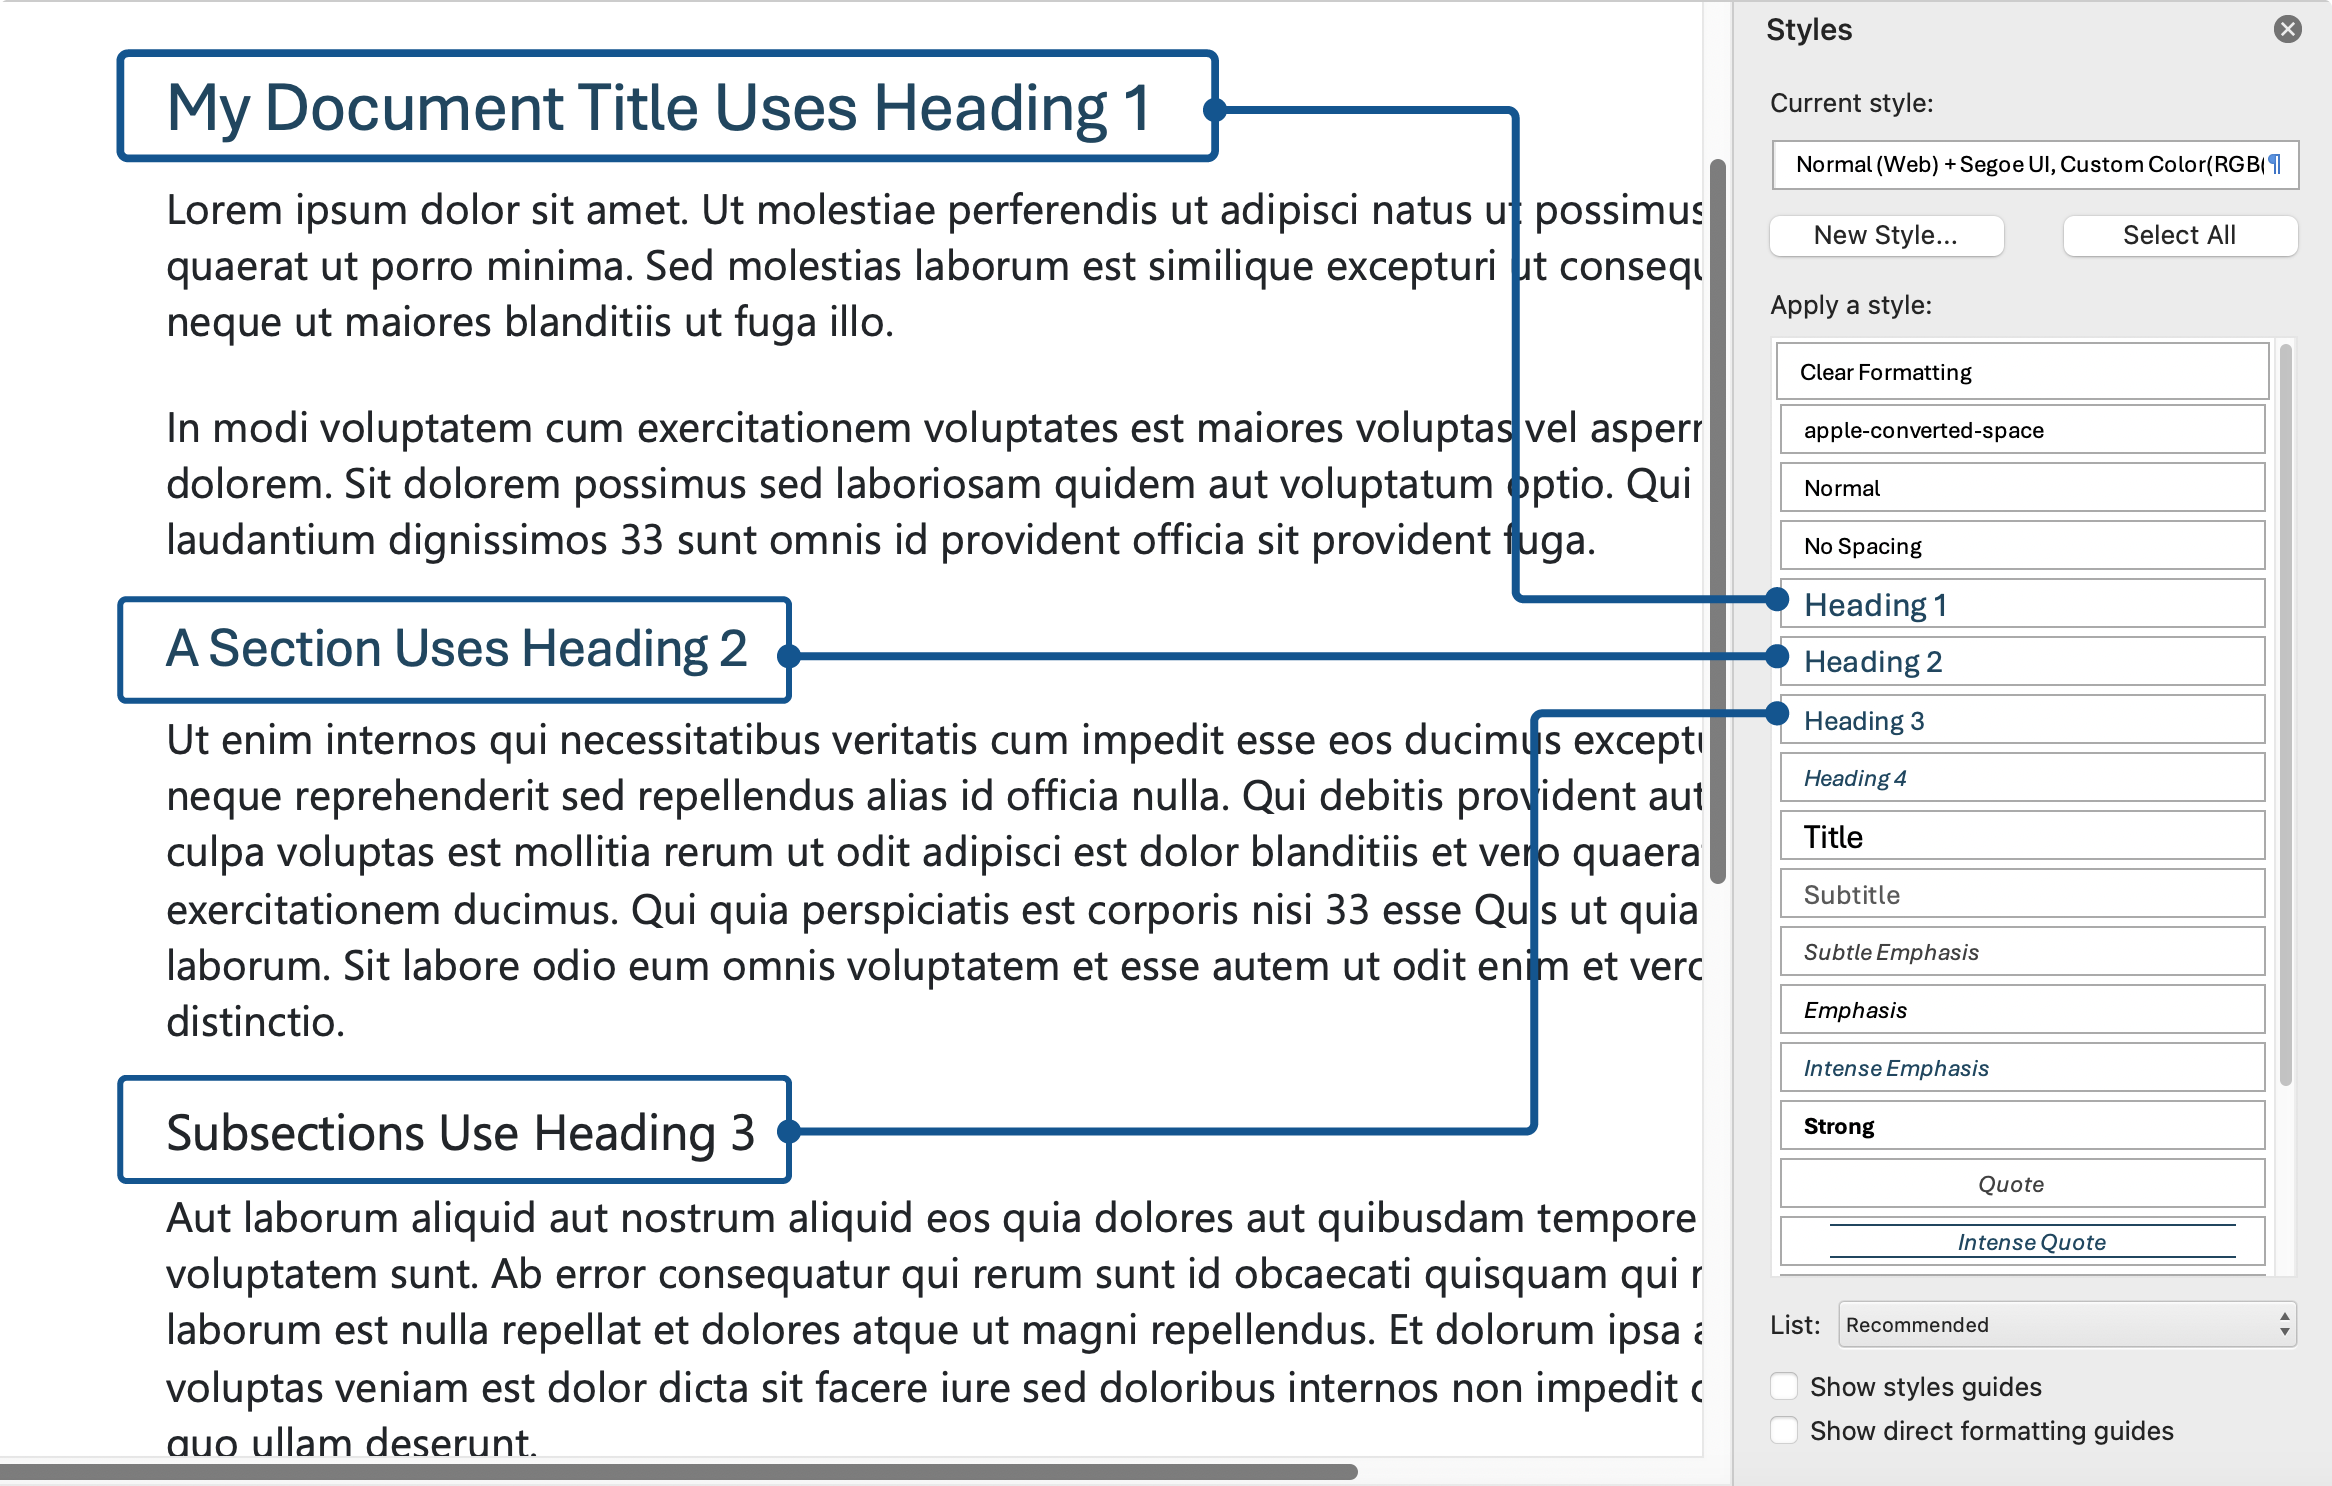 My Document Title Uses Heading 1
Lorem ipsum dolor sit amet. Ut molestiae perferendis ut adipisci natus ut possimus
quaerat ut porro minima. Sed molestias laborum est similique excepturi ut consequ
neque ut maiores blanditiis ut fuga illo.
In modi voluptatem cum exercitationem voluptates est maiores voluptas vel aspern
dolorem. Sit dolorem possimus sed laboriosam quidem aut voluptatum optio. Qui
laudantium dignissimos 33 sunt omnis id provident officia sit provident fuga.
A Section Uses Heading 2
Ut enim internos qui necessitatibus veritatis cum impedit esse eos ducimus exceptu
neque reprehenderit sed repellendus alias id officia nulla. Qui debitis provident aut
culpa voluptas est mollitia rerum ut odit adipisci est dolor blanditiis et vero quaera
exercitationem ducimus. Qui quia perspiciatis est corporis nisi 33 esse Quis ut quia
laborum. Sit labore odio eum omnis voluptatem et esse autem ut odit enim et vero
distinctio.
Subsections Use Heading 3
Aut laborum aliquid aut nostrum aliquid eos quia dolores aut quibusdam tempore
voluptatem sunt. Ab error consequatur qui rerum sunt id obcaecati quisquam qui
laborum est nulla repellat et dolores atque ut magni repellendus. Et dolorum ipsa
voluptas veniam est dolor dicta sit facere iure sed doloribus internos non impedit
quo ullam deserunt.
Styles
Current style:
Normal (Web) + Segoe UI, Custom Color(RGB( ¶
New Style...
Select All
Apply a style:
Clear Formatting
apple-converted-space
Normal
No Spacing
Heading 1
Heading 2
Heading 3
Heading 4
Title
Subtitle
Subtle Emphasis
Emphasis
Intense Emphasis
Strong
Quote
Intense Quote
List: Recommended
Show styles guides
Show direct formatting guides